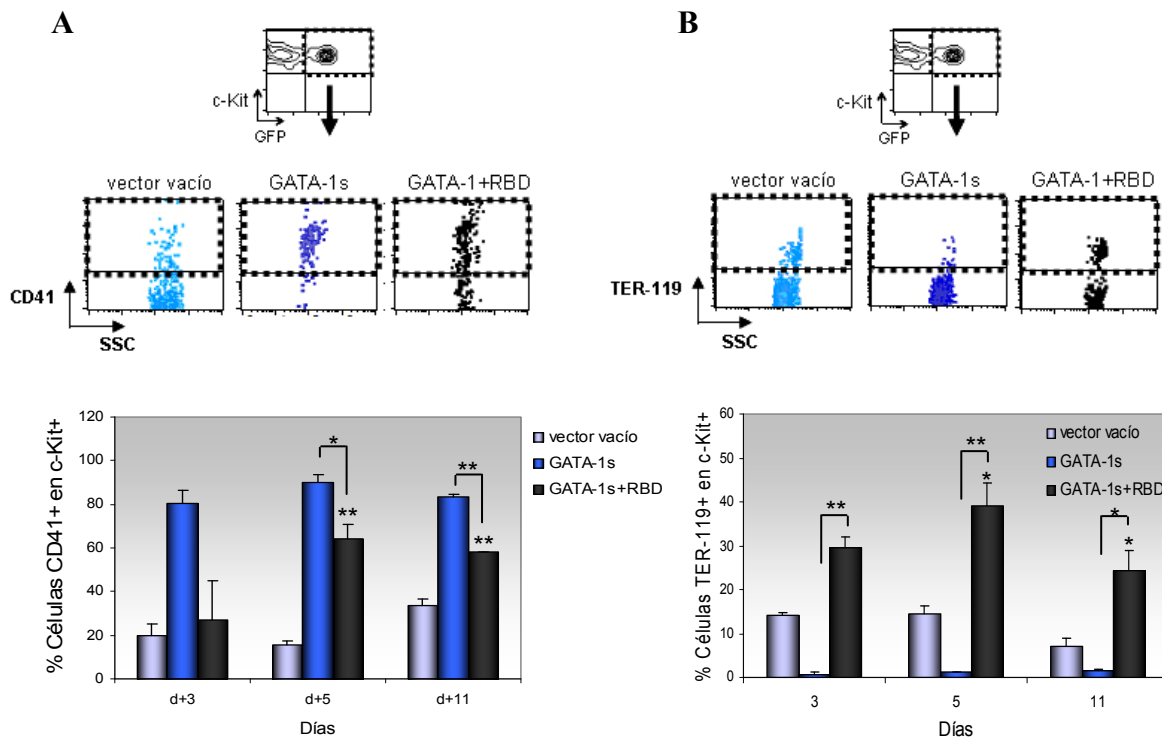 A
c-Kit
GFP
vector vacío
GATA-1s
GATA-1+RBD
CD41
SSC
120
100
80
60
40
20
0
% Células CD41+ en c-Kit+
*
**
**
**
d+3
d+5
d+11
Días
vector vacío
GATA-1s
GATA-1s+RBD
B
c-Kit
GFP
vector vacío
GATA-1s
GATA-1+RBD
TER-119
SSC
60
50
40
30
20
10
0
% Células TER-119+ en c-Kit+
**
**
*
*
*
3
5
11
Días
vector vacío
GATA-1s
GATA-1s+RBD